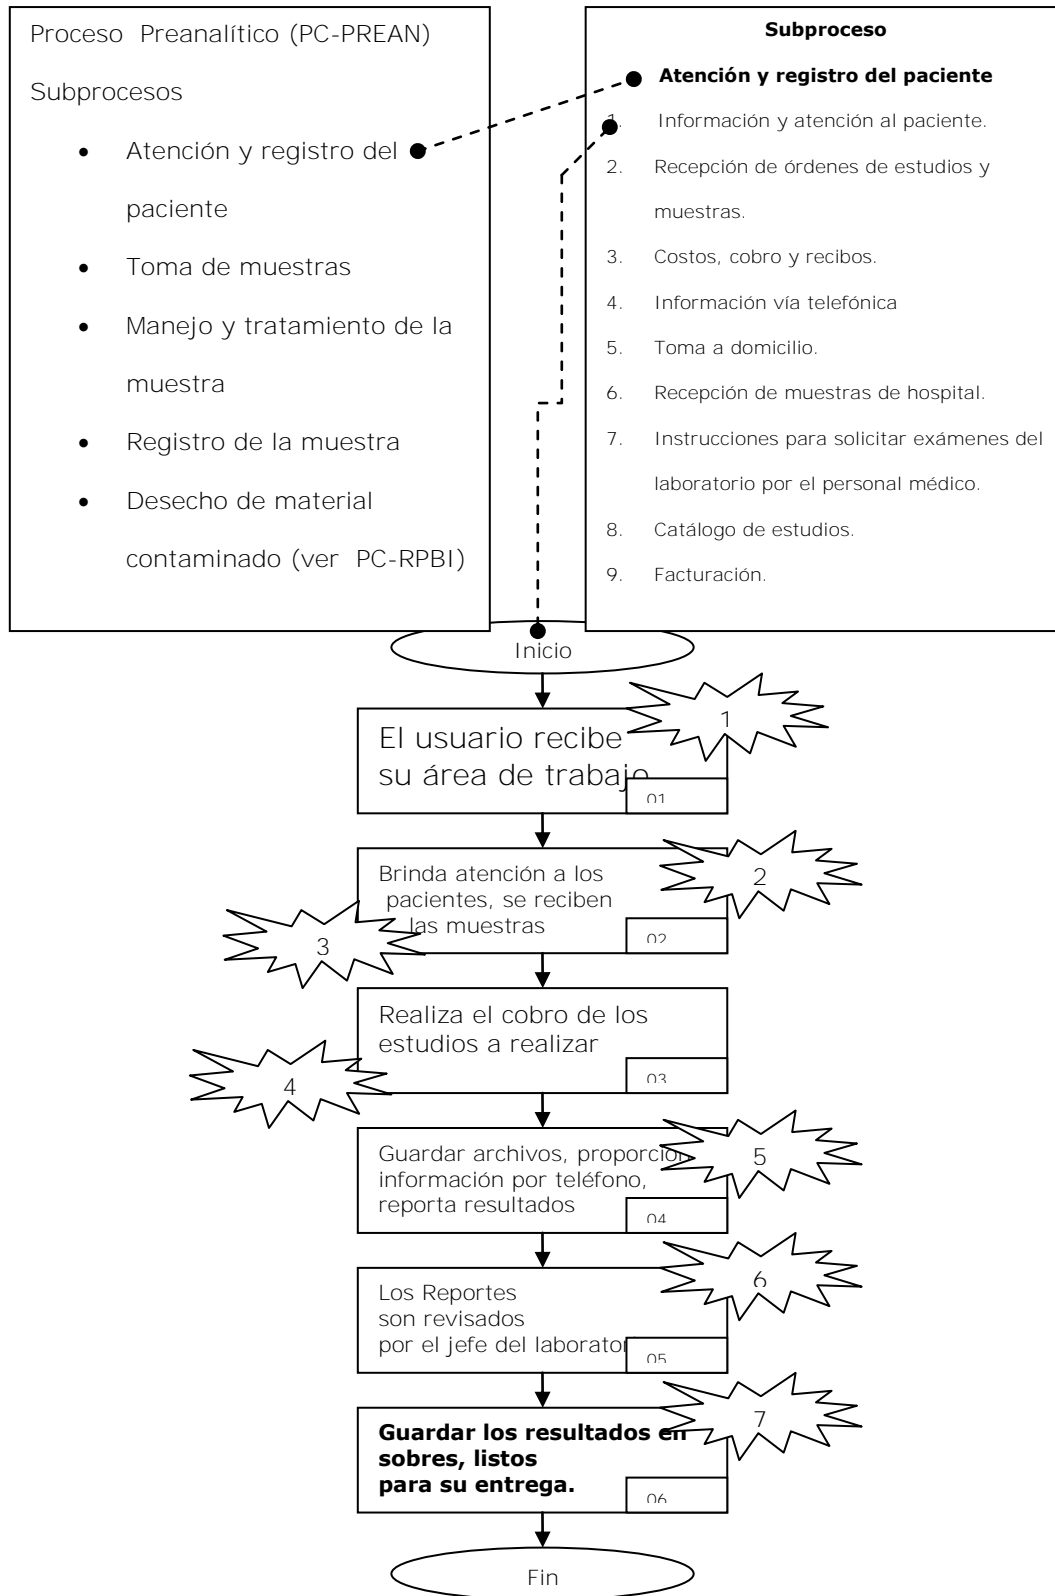 Proceso Preanalítico (PC-PREAN)
Subprocesos
• Atención y registro del
paciente
• Toma de muestras
• Manejo y tratamiento de la
muestra
• Registro de la muestra
• Desecho de material
contaminado (ver PC-RPBI)
Subproceso
Atención y registro del paciente
1. Información y atención al paciente.
2. Recepción de órdenes de estudios y
muestras.
3. Costos, cobro y recibos.
4. Información vía telefónica
5. Toma a domicilio.
6. Recepción de muestras de hospital.
7. Instrucciones para solicitar exámenes del
laboratorio por el personal médico.
8. Catálogo de estudios.
9. Facturación.
Inicio
1
El usuario recibe
su área de trabajo
01
2
Brinda atención a los
pacientes, se reciben
las muestras
02
3
Realiza el cobro de los
estudios a realizar
03
4
Guardar archivos, proporción
información por teléfono,
reporta resultados
04
5
Los Reportes
son revisados
por el jefe del
05
6
Guardar los resultados en
sobres, listos
para su entrega.
06
7
Fin